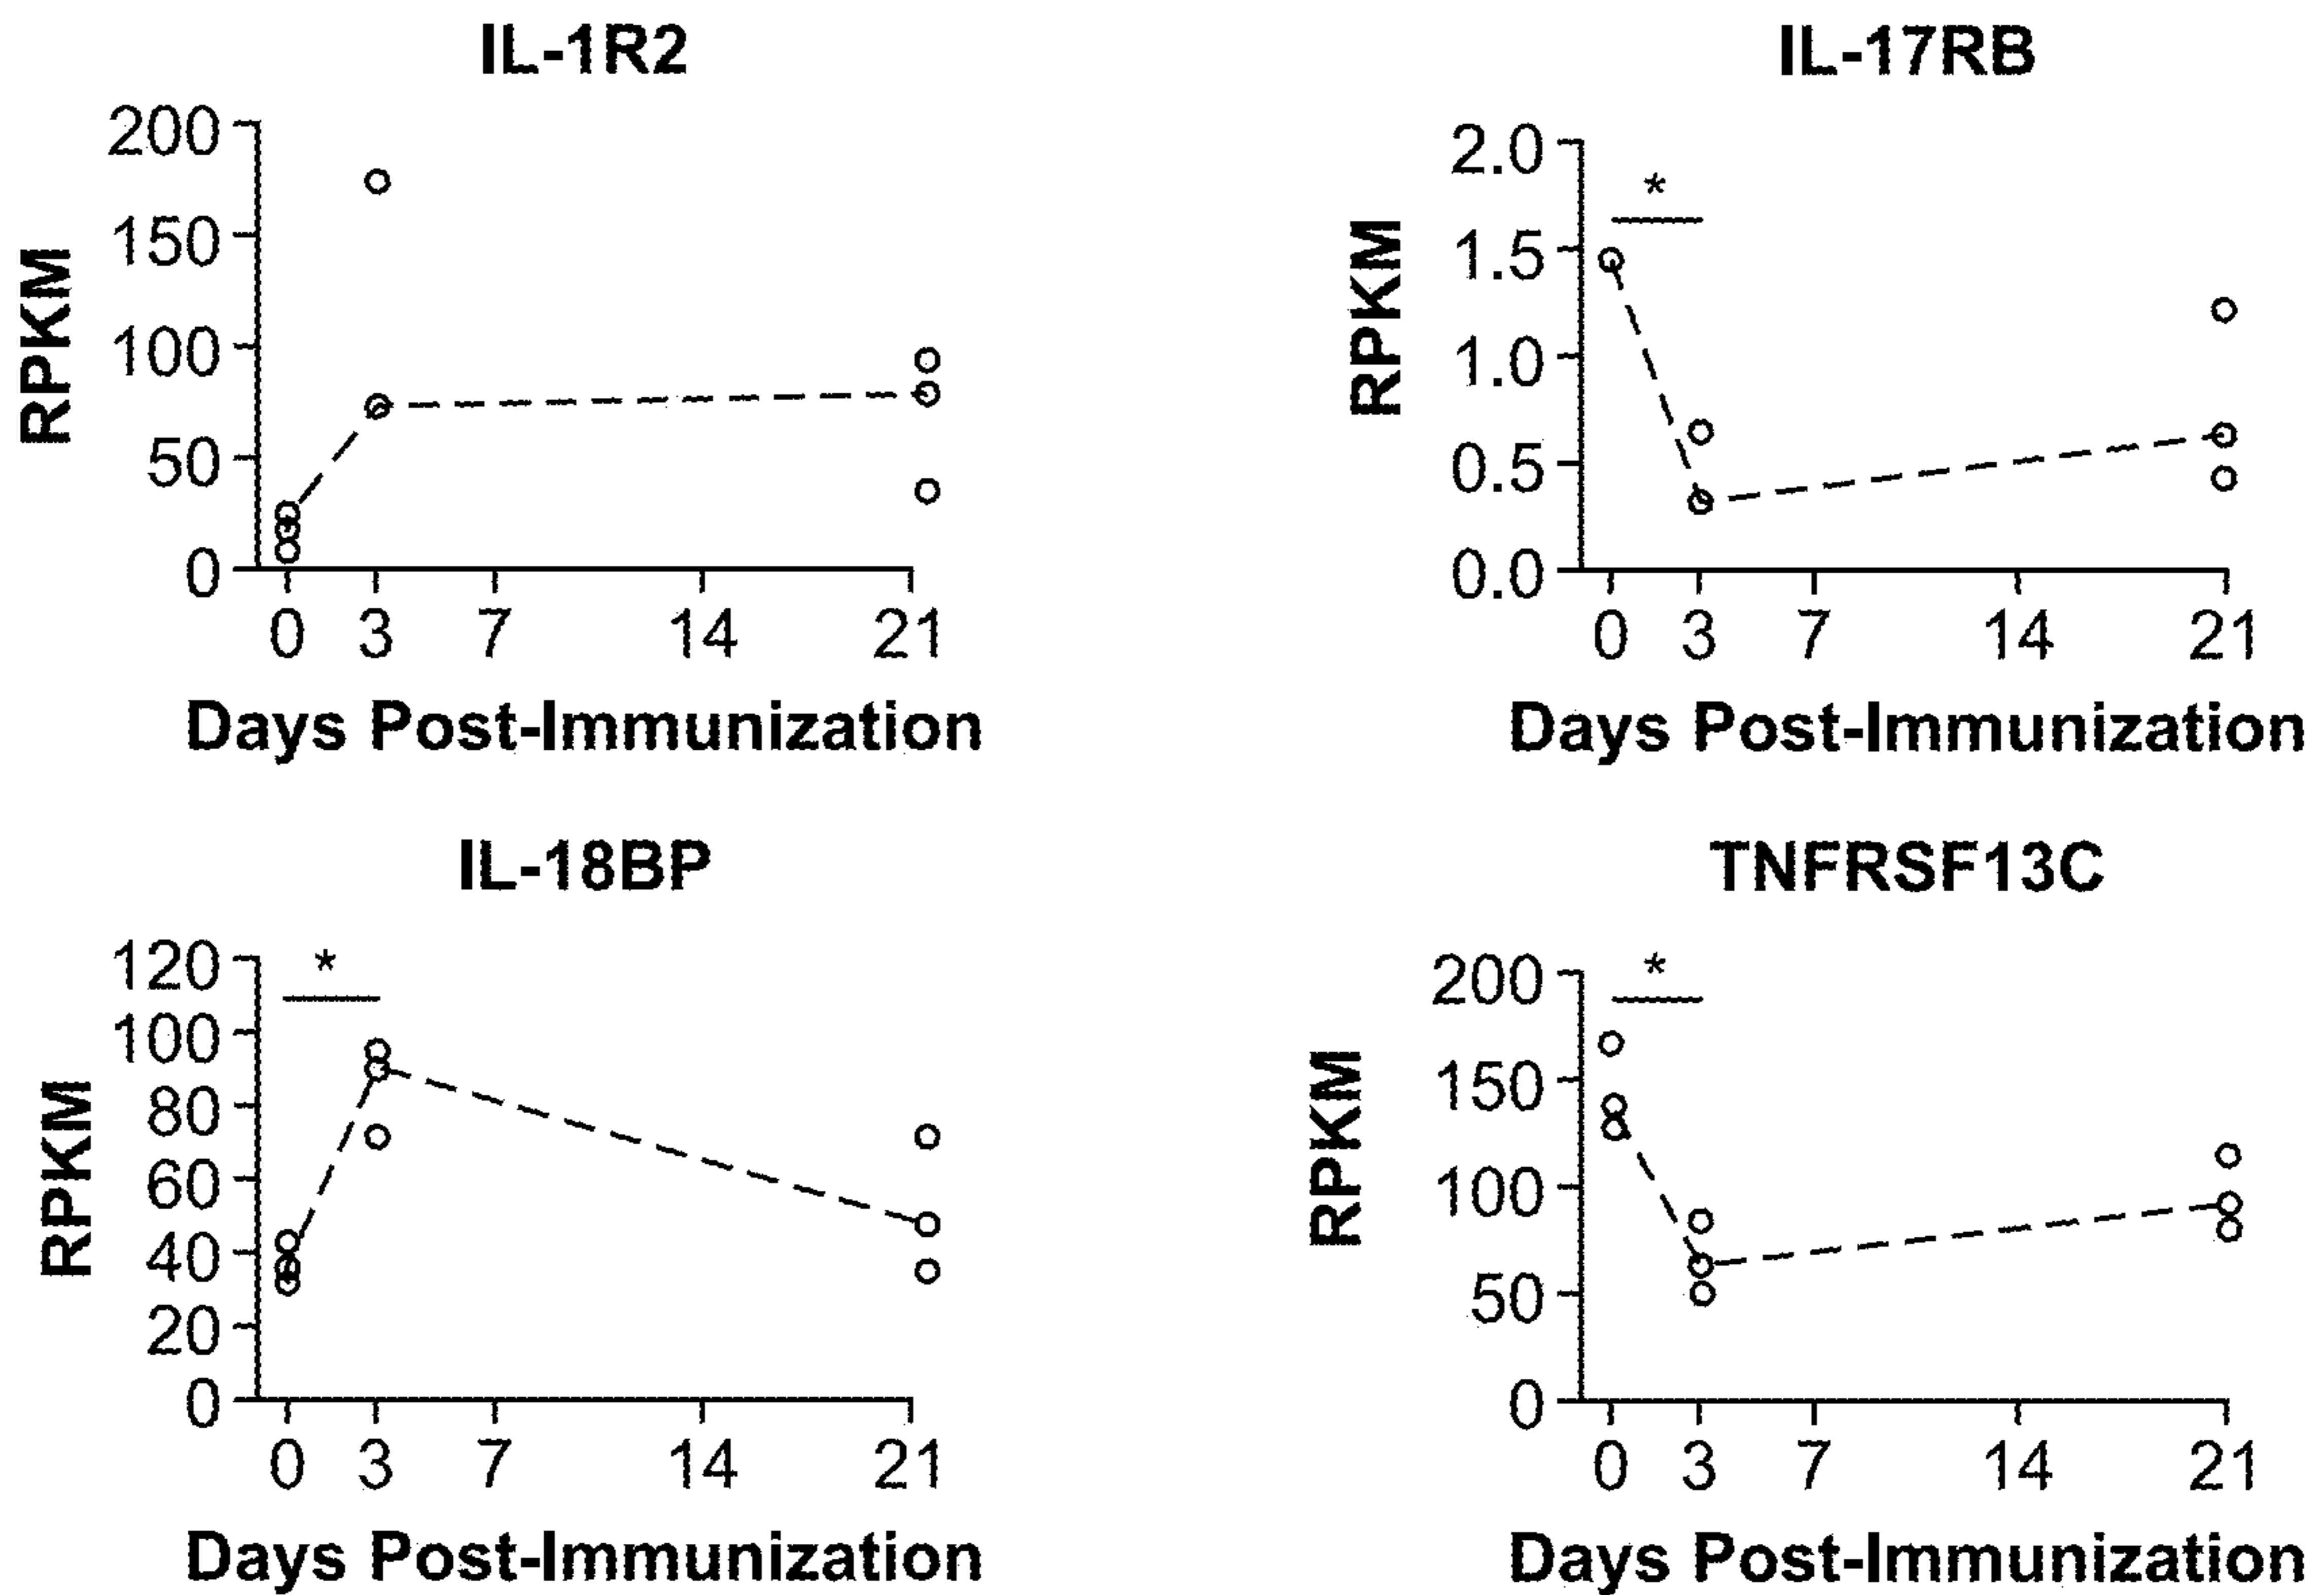 IL-1R2
RPKM
200
150
100
50
0
0 3 7 14 21
Days Post-Immunization
IL-17RB
RPKM
2.0
1.5
1.0
0.5
0.0
*
0 3 7 14 21
Days Post-Immunization
IL-18BP
RPKM
120
100
80
60
40
20
0
*
0 3 7 14 21
Days Post-Immunization
TNFRSF13C
RPKM
200
150
100
50
0
*
0 3 7 14 21
Days Post-Immunization